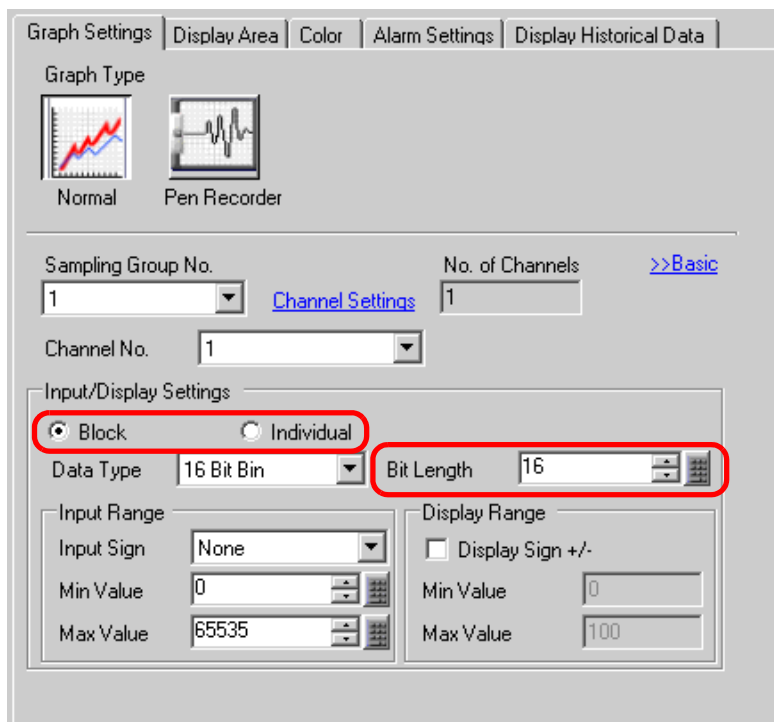 Graph Settings Display Area Color Alarm Settings Display Historical Data
Graph Type
Normal Pen Recorder
Sampling Group No. No. of Channels >>Basic
1 Channel Settings 1
Channel No. 1
Input/Display Settings
Block Individual
Data Type 16 Bit Bin Bit Length 16
Input Range Display Range
Input Sign None Display Sign +/-
Min Value 0 Min Value 0
Max Value 65535 Max Value 100